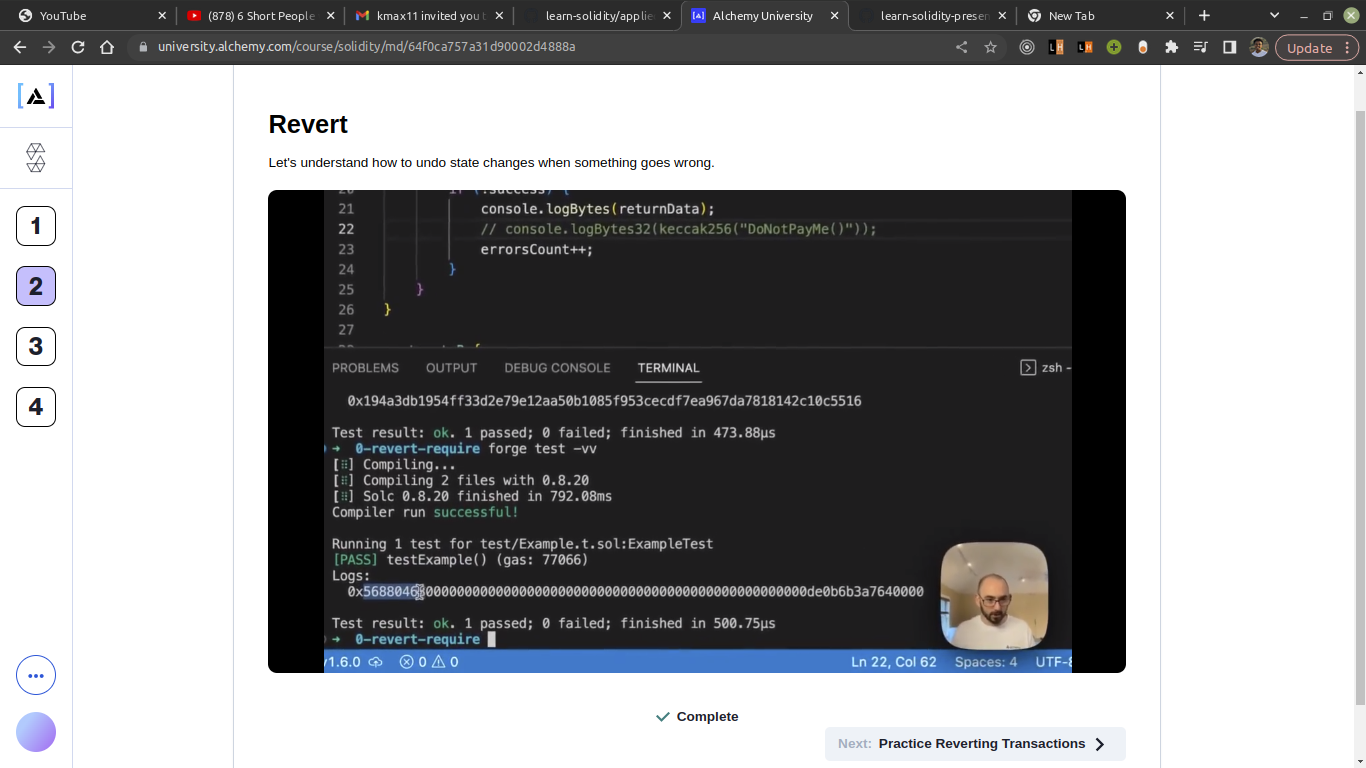 YouTube
(878) 6 Short People
kmax11 invited you t
learn-solidity/applie
Alchemy University
learn-solidity-presen
New Tab
university.alchemy.com/course/solidity/md/64f0ca757a31d90002d4888a
LH
LH
Update
1
2
3
4
Revert
Let's understand how to undo state changes when something goes wrong.
20 if (!success) {
21 console.logBytes(returnData);
22 // console.logBytes32(keccak256("DoNotPayMe()"));
23 errorsCount++;
24 }
25 }
26 }
27
PROBLEMS OUTPUT DEBUG CONSOLE TERMINAL zsh -
0x194a3db1954ff33d2e79e12aa50b1085f953cecdf7ea967da7818142c10c5516
Test result: ok. 1 passed; 0 failed; finished in 473.88µs
➜ 0-revert-require forge test -vv
[⠿] Compiling...
[⠿] Compiling 2 files with 0.8.20
[⠿] Solc 0.8.20 finished in 792.08ms
Compiler run successful!
Running 1 test for test/Example.t.sol:ExampleTest
[PASS] testExample() (gas: 77066)
Logs:
Test result: ok. 1 passed; 0 failed; finished in 500.75µs
➜ 0-revert-require
v1.6.0 0 0 Ln 22, Col 62 Spaces: 4 UTF-8
Complete
Next: Practice Reverting Transactions